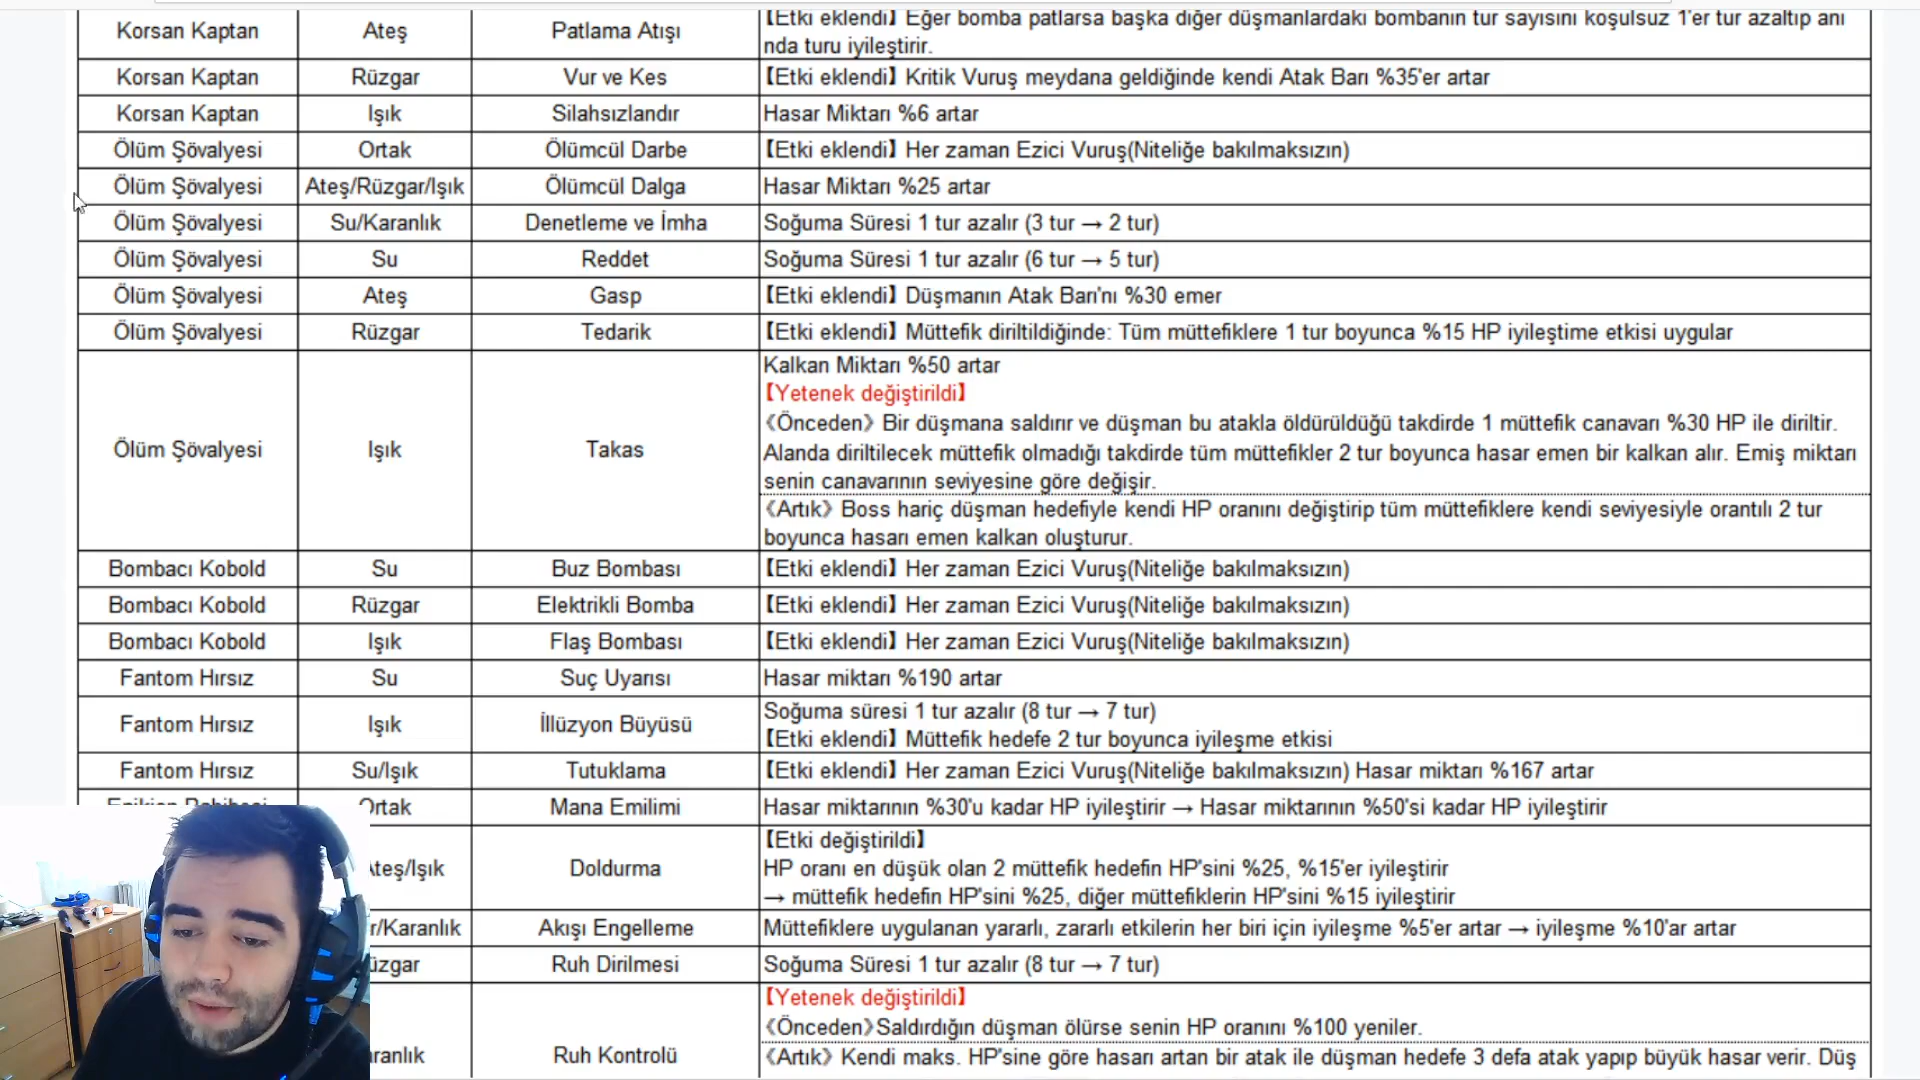 Korsan Kaptan Ateş Patlama Atışı 【Etki eklendi】 Eğer bomba patlarsa başka diğer düşmanlardaki bombanın tur sayısını koşulsuz 1'er tur azaltıp anı
nda turu iyileştirir.
Korsan Kaptan Rüzgar Vur ve Kes 【Etki eklendi】 Kritik Vuruş meydana geldiğinde kendi Atak Barı %35'er artar
Korsan Kaptan Işık Silahsızlandır Hasar Miktarı %6 artar
Ölüm Şövalyesi Ortak Ölümcül Darbe 【Etki eklendi】 Her zaman Ezici Vuruş(Niteliğe bakılmaksızın)
Ölüm Şövalyesi Ateş/Rüzgar/Işık Ölümcül Dalga Hasar Miktarı %25 artar
Ölüm Şövalyesi Su/Karanlık Denetleme ve İmha Soğuma Süresi 1 tur azalır (3 tur → 2 tur)
Ölüm Şövalyesi Su Reddet Soğuma Süresi 1 tur azalır (6 tur → 5 tur)
Ölüm Şövalyesi Ateş Gasp 【Etki eklendi】 Düşmanın Atak Barı'nı %30 emer
Ölüm Şövalyesi Rüzgar Tedarik 【Etki eklendi】 Müttefik diriltildiğinde: Tüm müttefiklere 1 tur boyunca %15 HP iyileştime etkisi uygular
Ölüm Şövalyesi Işık Takas Kalkan Miktarı %50 artar
【Yetenek değiştirildi】
《Önceden》 Bir düşmana saldırır ve düşman bu atakla öldürüldüğü takdirde 1 müttefik canavarı %30 HP ile diriltir.
Alanda diriltilecek müttefik olmadığı takdirde tüm müttefikler 2 tur boyunca hasar emen bir kalkan alır. Emiş miktarı
senin canavarının seviyesine göre değişir.
《Artık》 Boss hariç düşman hedefiyle kendi HP oranını değiştirip tüm müttefiklere kendi seviyesiyle orantılı 2 tur
boyunca hasarı emen kalkan oluşturur.
Bombacı Kobold Su Buz Bombası 【Etki eklendi】 Her zaman Ezici Vuruş(Niteliğe bakılmaksızın)
Bombacı Kobold Rüzgar Elektrikli Bomba 【Etki eklendi】 Her zaman Ezici Vuruş(Niteliğe bakılmaksızın)
Bombacı Kobold Işık Flaş Bombası 【Etki eklendi】 Her zaman Ezici Vuruş(Niteliğe bakılmaksızın)
Fantom Hırsız Su Suç Uyarısı Hasar miktarı %190 artar
Fantom Hırsız Işık İllüzyon Büyüsü Soğuma süresi 1 tur azalır (8 tur → 7 tur)
【Etki eklendi】 Müttefik hedefe 2 tur boyunca iyileşme etkisi
Fantom Hırsız Su/Işık Tutuklama 【Etki eklendi】 Her zaman Ezici Vuruş(Niteliğe bakılmaksızın) Hasar miktarı %167 artar
Ortak Mana Emilimi Hasar miktarının %30'u kadar HP iyileştirir → Hasar miktarının %50'si kadar HP iyileştirir
Ateş/Işık Doldurma 【Etki değiştirildi】
HP oranı en düşük olan 2 müttefik hedefin HP'sini %25, %15'er iyileştirir
→ müttefik hedefin HP'sini %25, diğer müttefiklerin HP'sini %15 iyileştirir
r/Karanlık Akışı Engelleme Müttefiklere uygulanan yararlı, zararlı etkilerin her biri için iyileşme %5'er artar → iyileşme %10'ar artar
üzgar Ruh Dirilmesi Soğuma Süresi 1 tur azalır (8 tur → 7 tur)
aranlık Ruh Kontrolü 【Yetenek değiştirildi】
《Önceden》Saldırdığın düşman ölürse senin HP oranını %100 yeniler.
《Artık》 Kendi maks. HP'sine göre hasarı artan bir atak ile düşman hedefe 3 defa atak yapıp büyük hasar verir. Düş